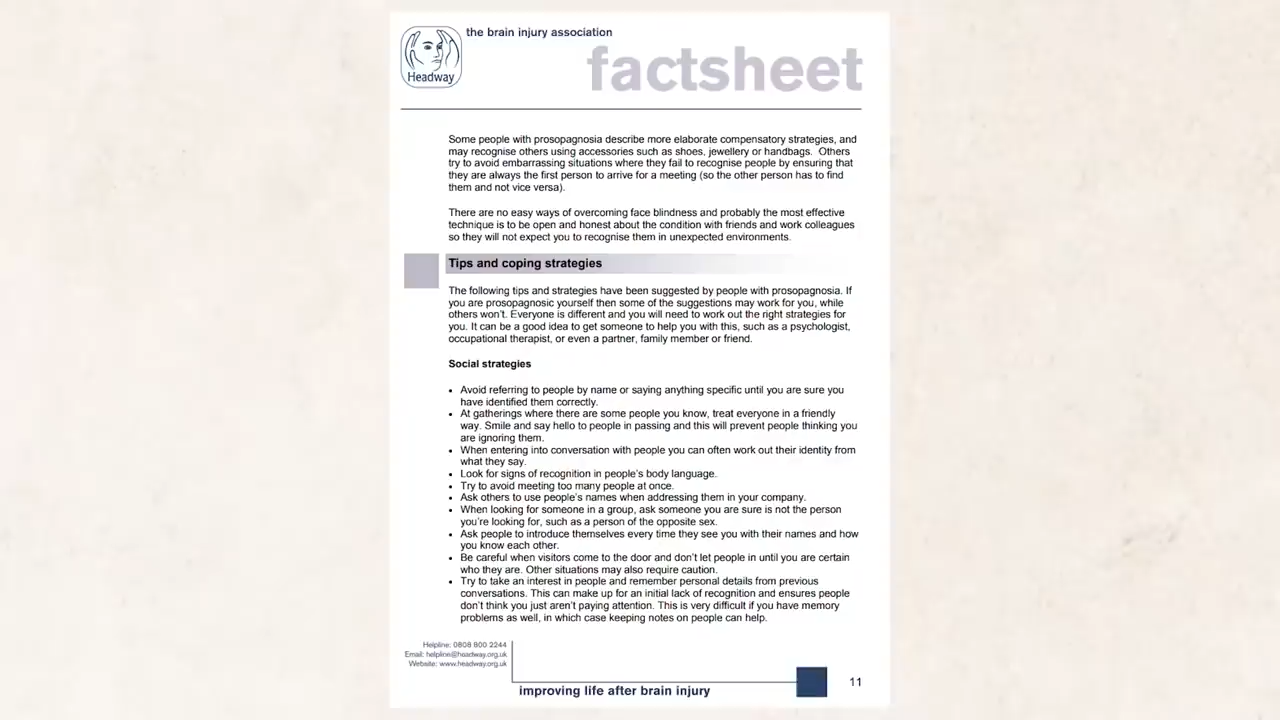 the brain injury association
factsheet
Headway
Some people with prosopagnosia describe more elaborate compensatory strategies, and
may recognise others using accessories such as shoes, jewellery or handbags.  Others
try to avoid embarrassing situations where they fail to recognise people by ensuring that
they are always the first person to arrive for a meeting (so the other person has to find
them and not vice versa).
There are no easy ways of overcoming face blindness and probably the most effective
technique is to be open and honest about the condition with friends and work colleagues
so they will not expect you to recognise them in unexpected environments.
Tips and coping strategies
The following tips and strategies have been suggested by people with prosopagnosia. If
you are prosopagnosic yourself then some of the suggestions may work for you, while
others won't. Everyone is different and you will need to work out the right strategies for
you. It can be a good idea to get someone to help you with this, such as a psychologist,
occupational therapist, or even a partner, family member or friend.
Social strategies
• Avoid referring to people by name or saying anything specific until you are sure you
have identified them correctly.
• At gatherings where there are some people you know, treat everyone in a friendly
way. Smile and say hello to people in passing and this will prevent people thinking you
are ignoring them.
• When entering into conversation with people you can often work out their identity from
what they say.
• Look for signs of recognition in people's body language.
• Try to avoid meeting too many people at once.
• Ask others to use people's names when addressing them in your company.
• When looking for someone in a group, ask someone you are sure is not the person
you're looking for, such as a person of the opposite sex.
• Ask people to introduce themselves every time they see you with their names and how
you know each other.
• Be careful when visitors come to the door and don't let people in until you are certain
who they are. Other situations may also require caution.
• Try to take an interest in people and remember personal details from previous
conversations. This can make up for an initial lack of recognition and ensures people
don't think you just aren't paying attention. This is very difficult if you have memory
problems as well, in which case keeping notes on people can help.
Helpline: 0808 800 2244
Email: helpline@headway.org.uk
Website: www.headway.org.uk
improving life after brain injury
11